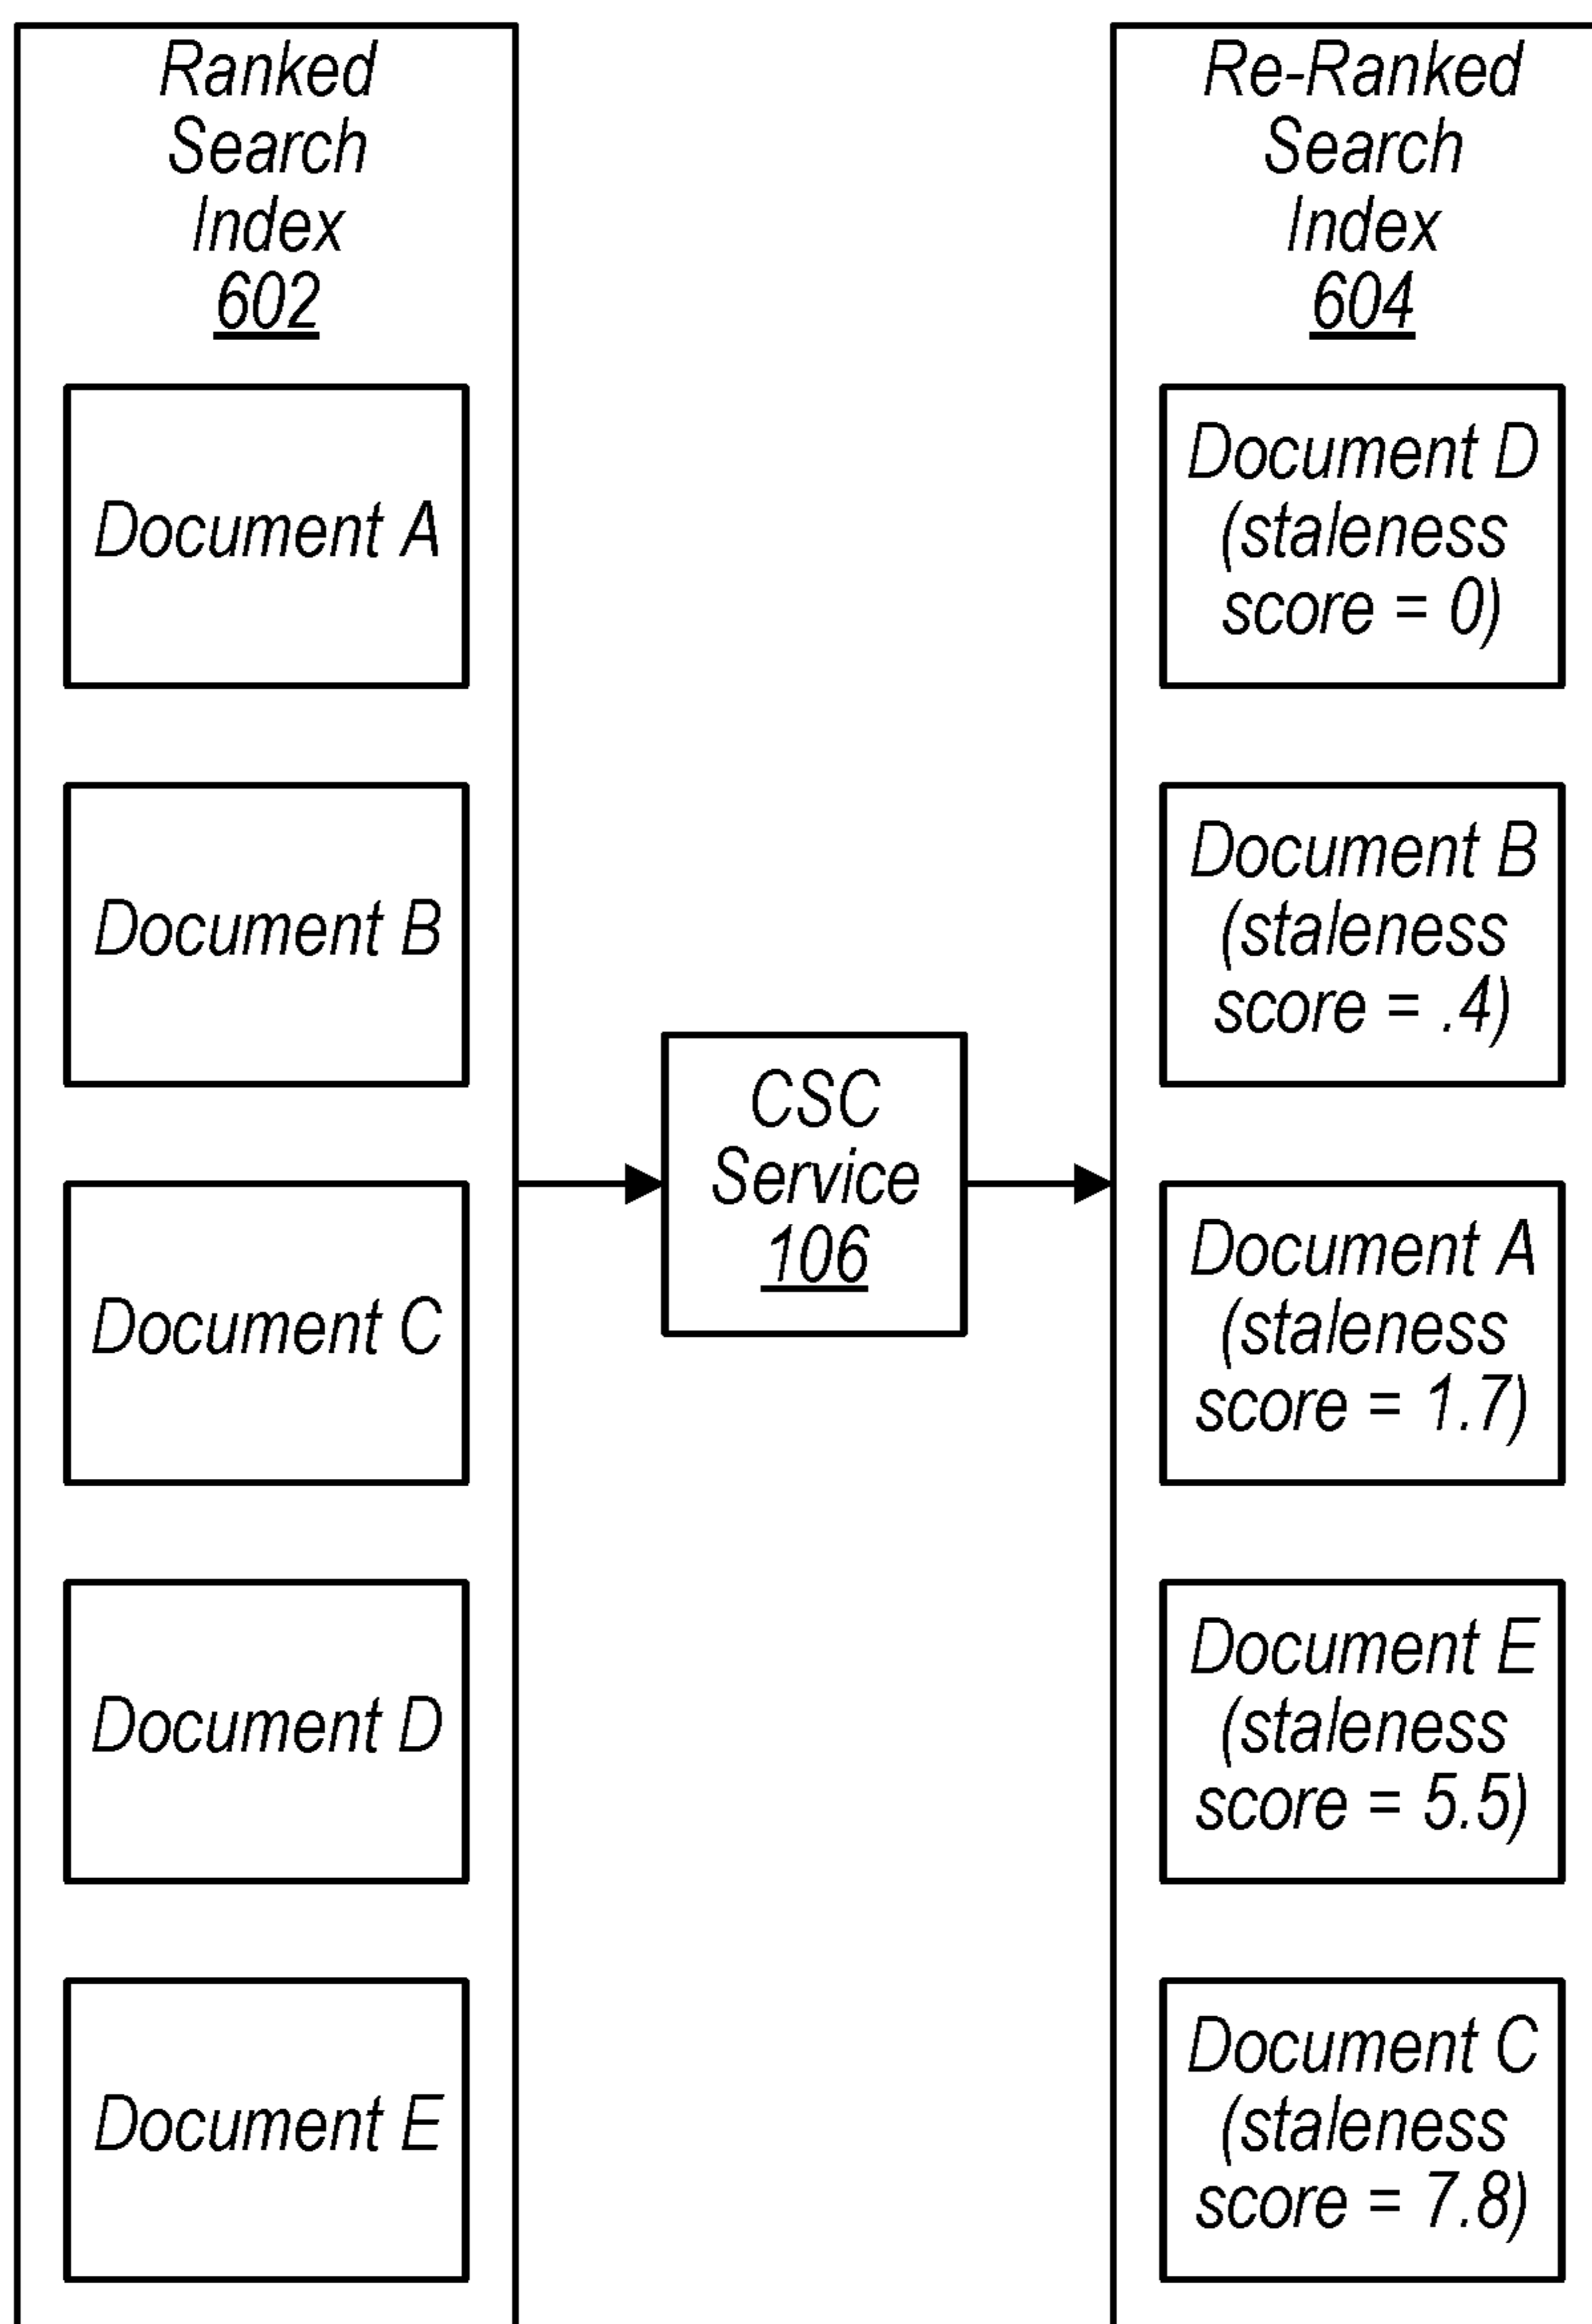 Ranked
Search
Index
602
Document A
Document B
Document C
Document D
Document E
CSC
Service
106
Re-Ranked
Search
Index
604
Document D
(staleness
score = 0)
Document B
(staleness
score = .4)
Document A
(staleness
score = 1.7)
Document E
(staleness
score = 5.5)
Document C
(staleness
score = 7.8)